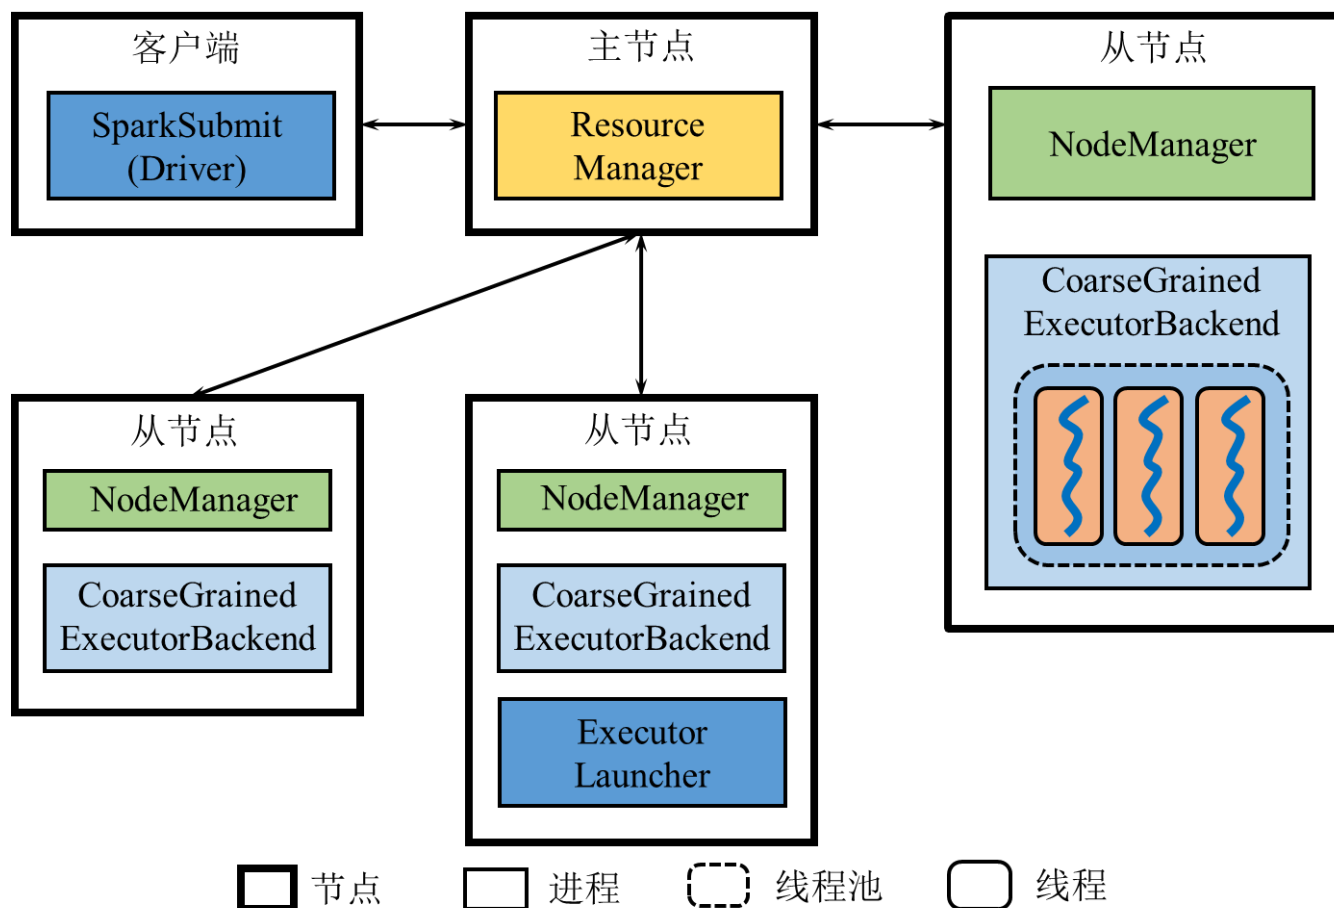 客户端
SparkSubmit
(Driver)
主节点
Resource
Manager
从节点
NodeManager
CoarseGrained
ExecutorBackend
从节点
NodeManager
CoarseGrained
ExecutorBackend
从节点
NodeManager
CoarseGrained
ExecutorBackend
Executor
Launcher
节点
进程
线程池
线程